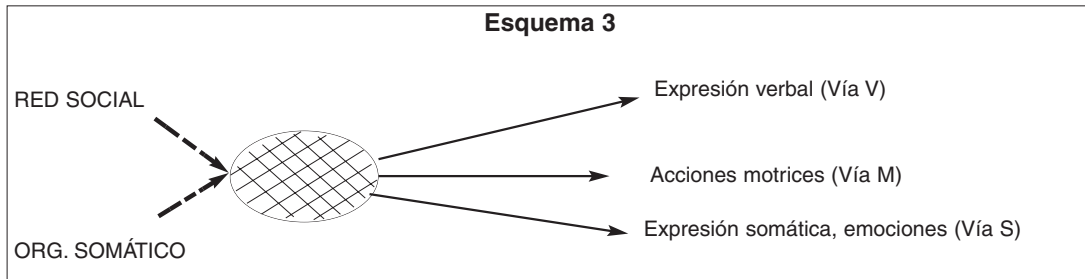 Esquema 3
RED SOCIAL
ORG. SOMÁTICO
Expresión verbal (Vía V)
Acciones motrices (Vía M)
Expresión somática, emociones (Vía S)